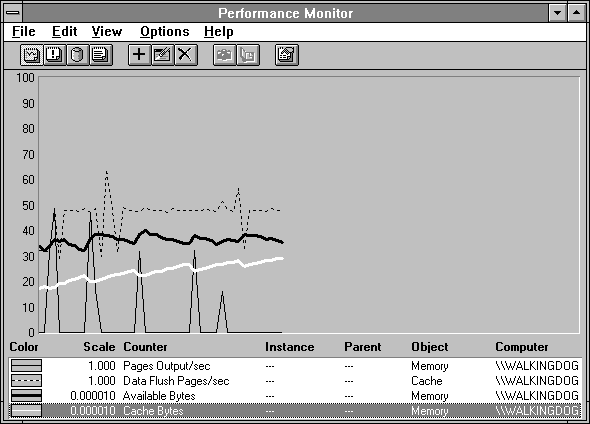 Performance Monitor
File Edit View Options Help
100
90
80
70
60
50
40
30
20
10
0
Color Scale Counter Instance Parent Object Computer
1.000 Pages Output/sec --- --- Memory \\WALKINGDOG
1.000 Data Flush Pages/sec --- --- Cache \\WALKINGDOG
0.000010 Available Bytes --- --- Memory \\WALKINGDOG
0.000010 Cache Bytes --- --- Memory \\WALKINGDOG